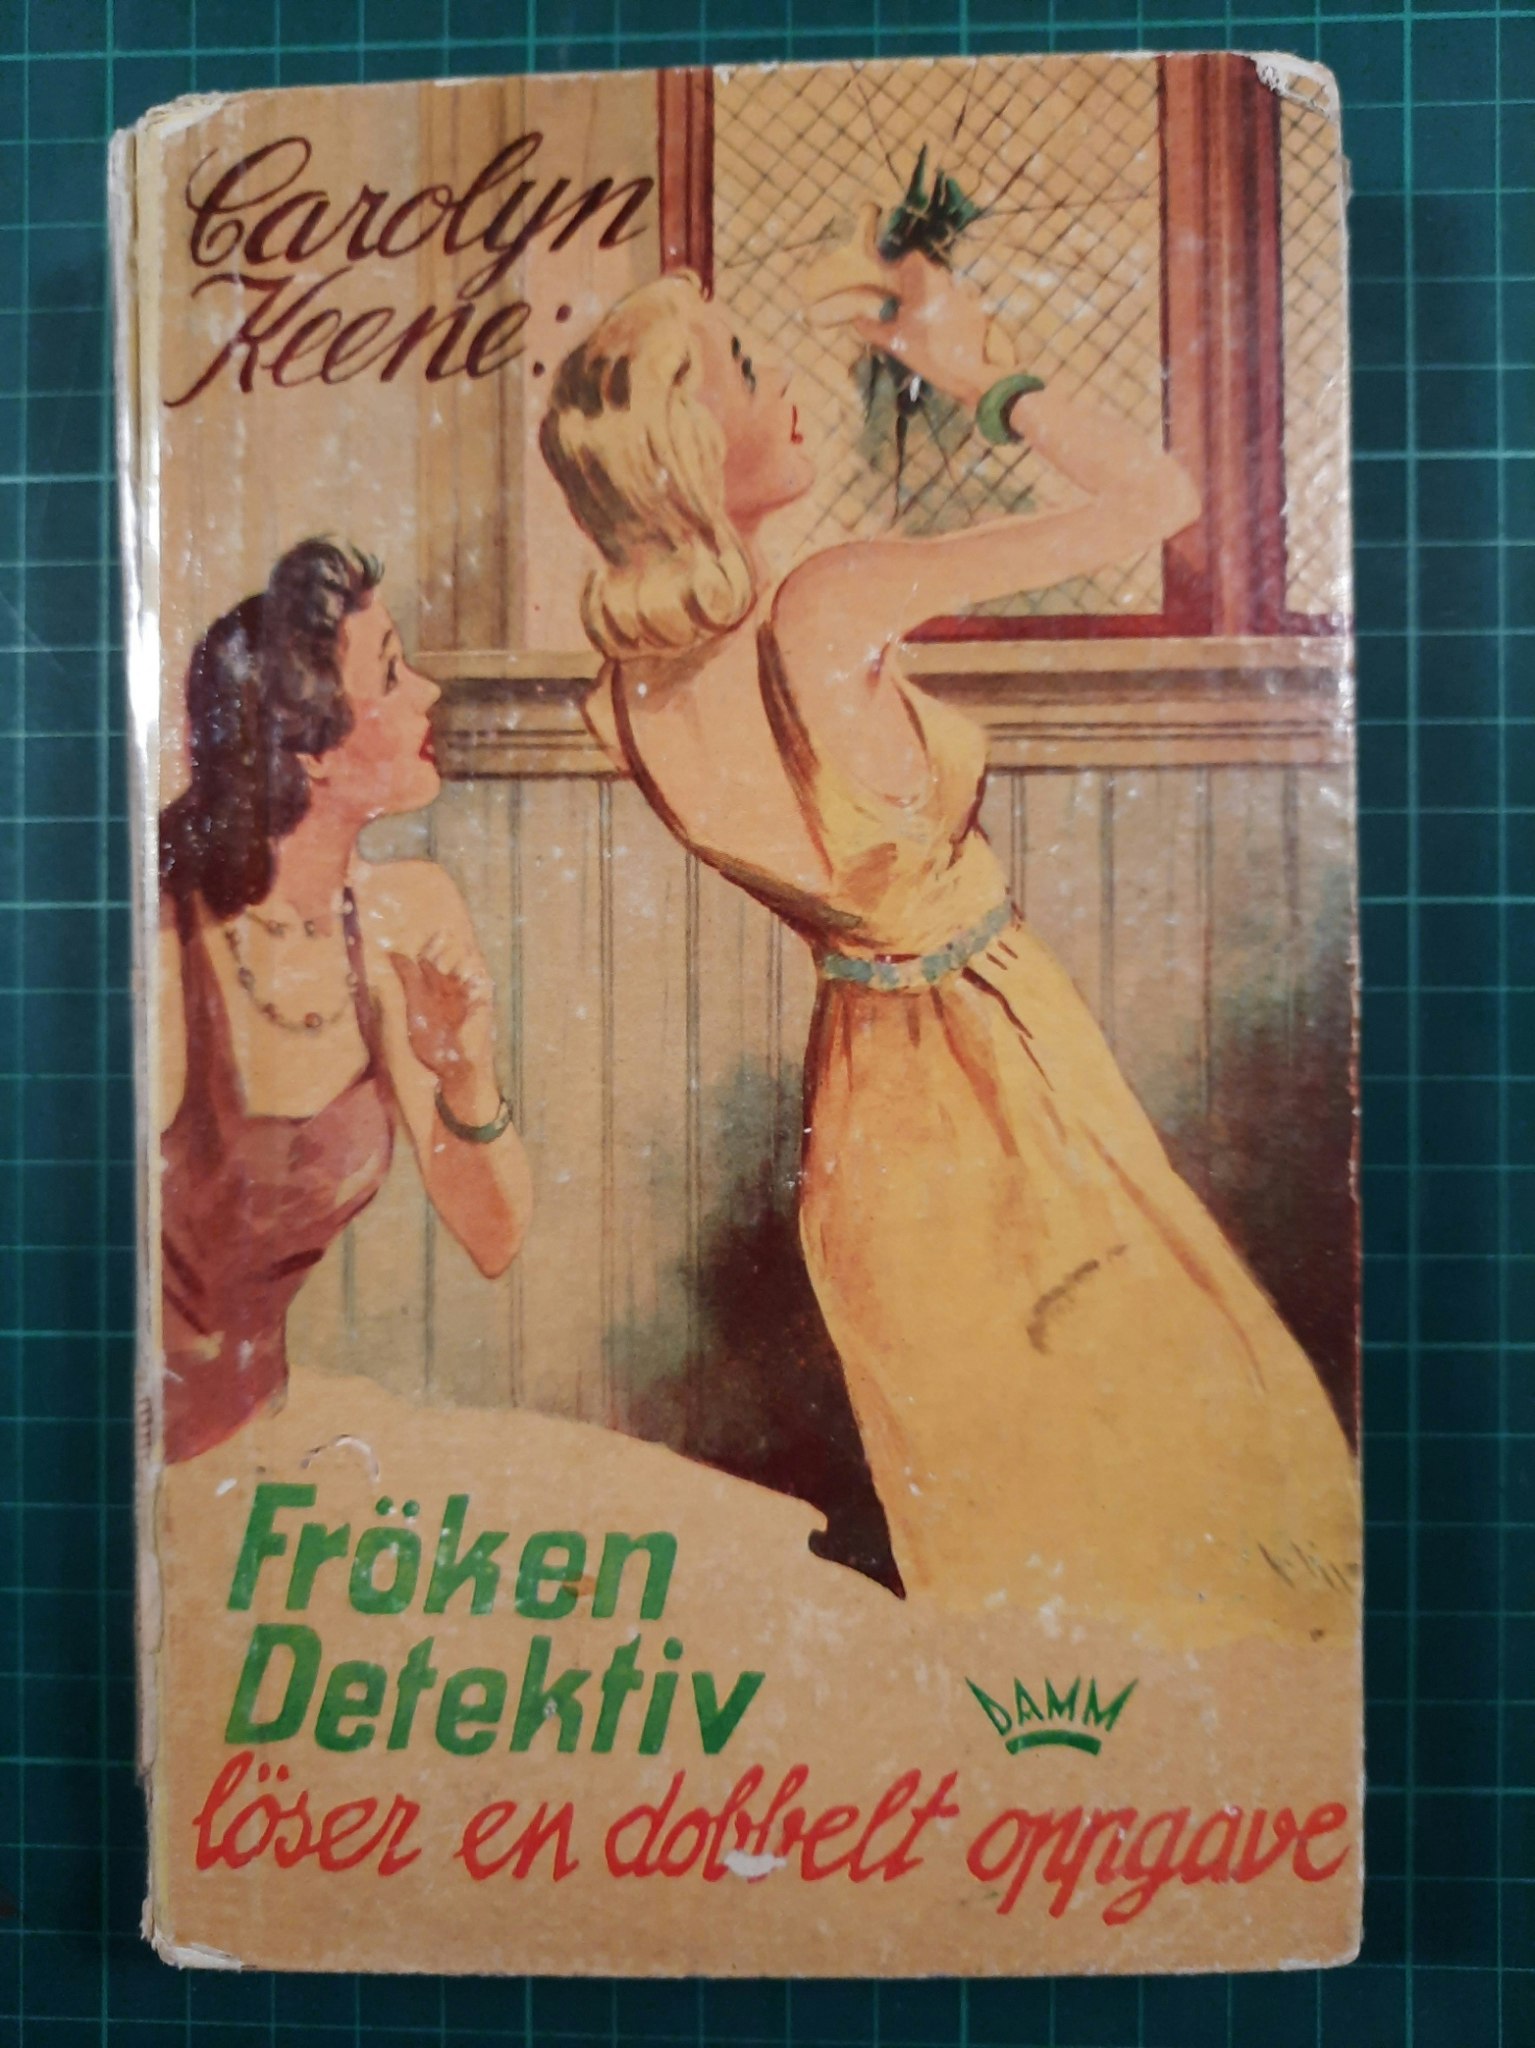 Carolyn
Keene:
Fröken
Detektiv
DAMM
löser en dobbelt oppgave